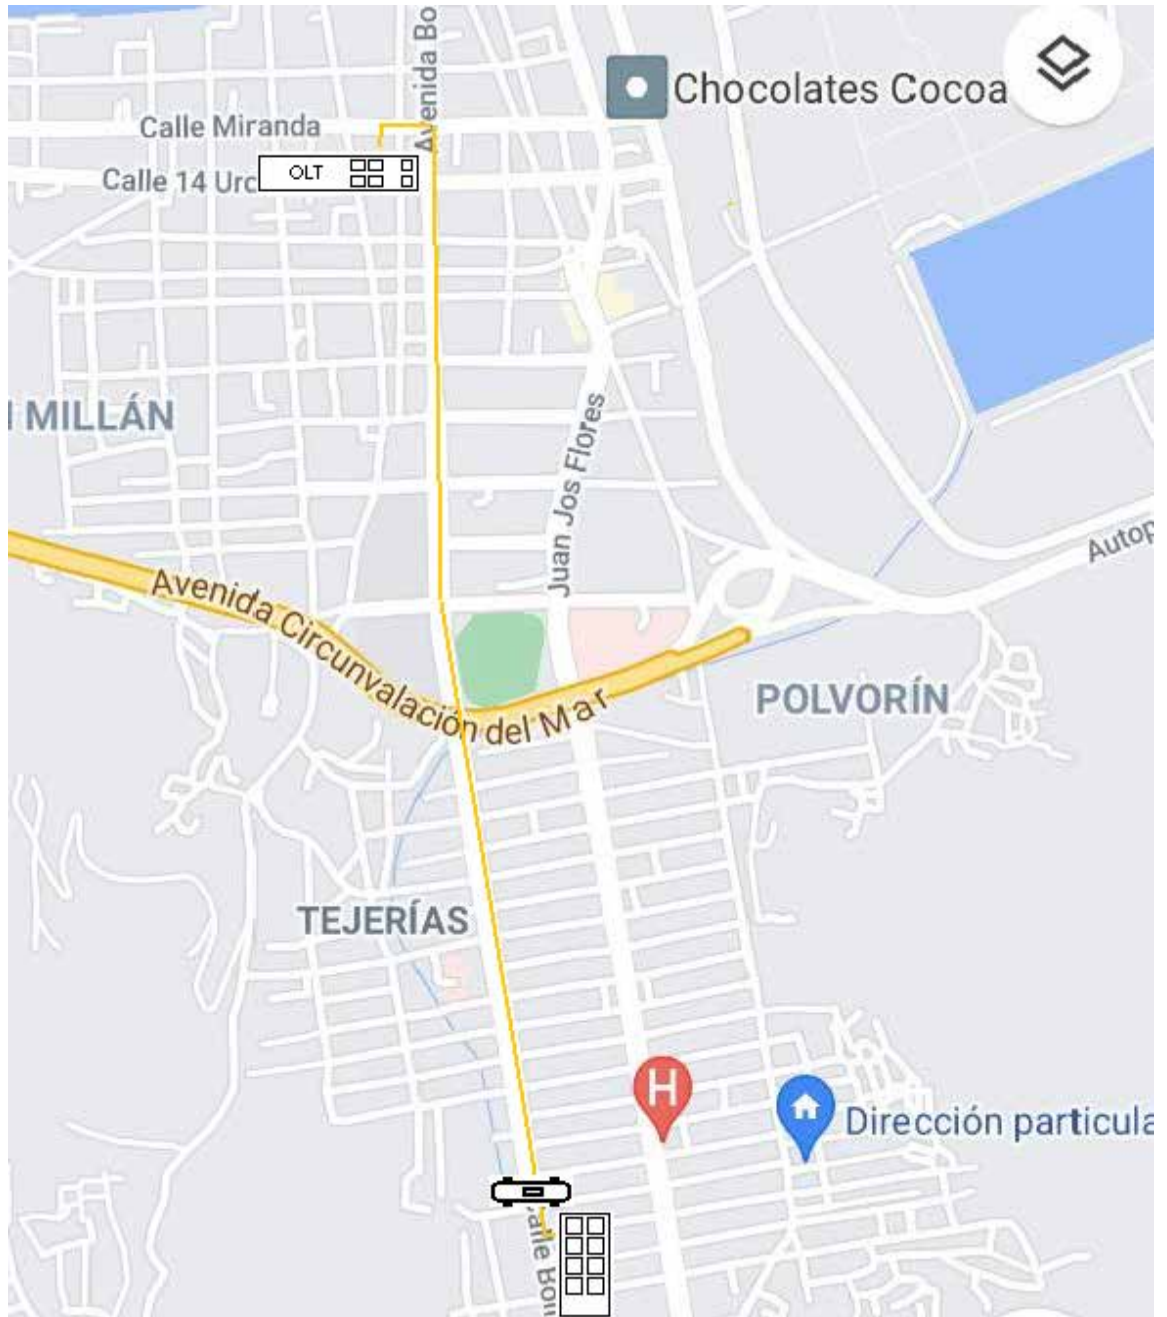 Avenida Bo
Chocolates Cocoa
Calle Miranda
Calle 14 Urc
OLT
MILLÁN
Juan Jos Flores
Autop
Avenida Circunvalación del Mar
POLVORÍN
TEJERÍAS
H
Dirección particula
alle Bo